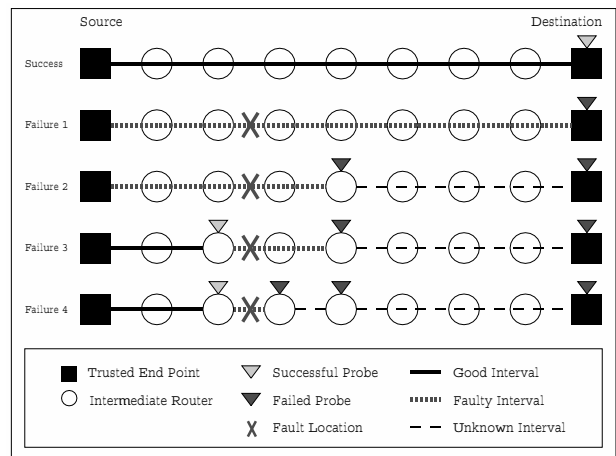 Source Destination
Success
Failure 1
Failure 2
Failure 3
Failure 4
Trusted End Point Successful Probe Good Interval
Intermediate Router Failed Probe Faulty Interval
Fault Location Unknown Interval